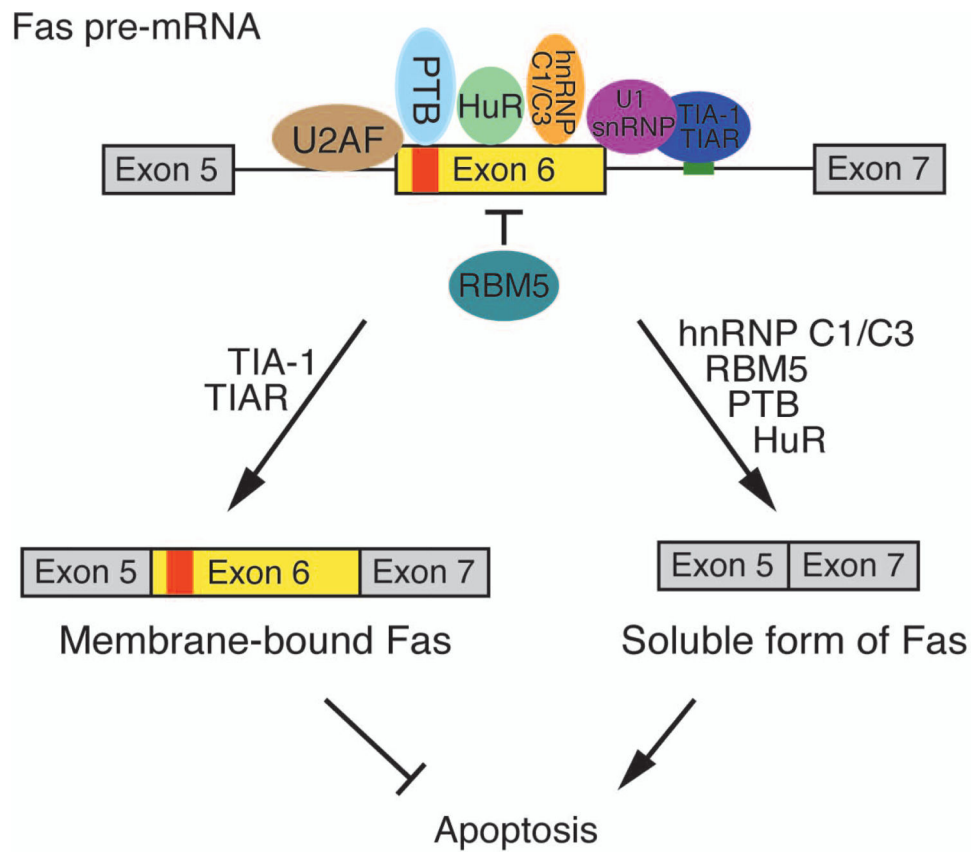 Fas pre-mRNA
PTB
HuR
hnRNP
C1/C3
U1
snRNP
TIA-1
TIAR
U2AF
Exon 5
Exon 6
Exon 7
RBM5
TIA-1
TIAR
hnRNP C1/C3
RBM5
PTB
HuR
Exon 5
Exon 6
Exon 7
Exon 5
Exon 7
Membrane-bound Fas
Soluble form of Fas
Apoptosis